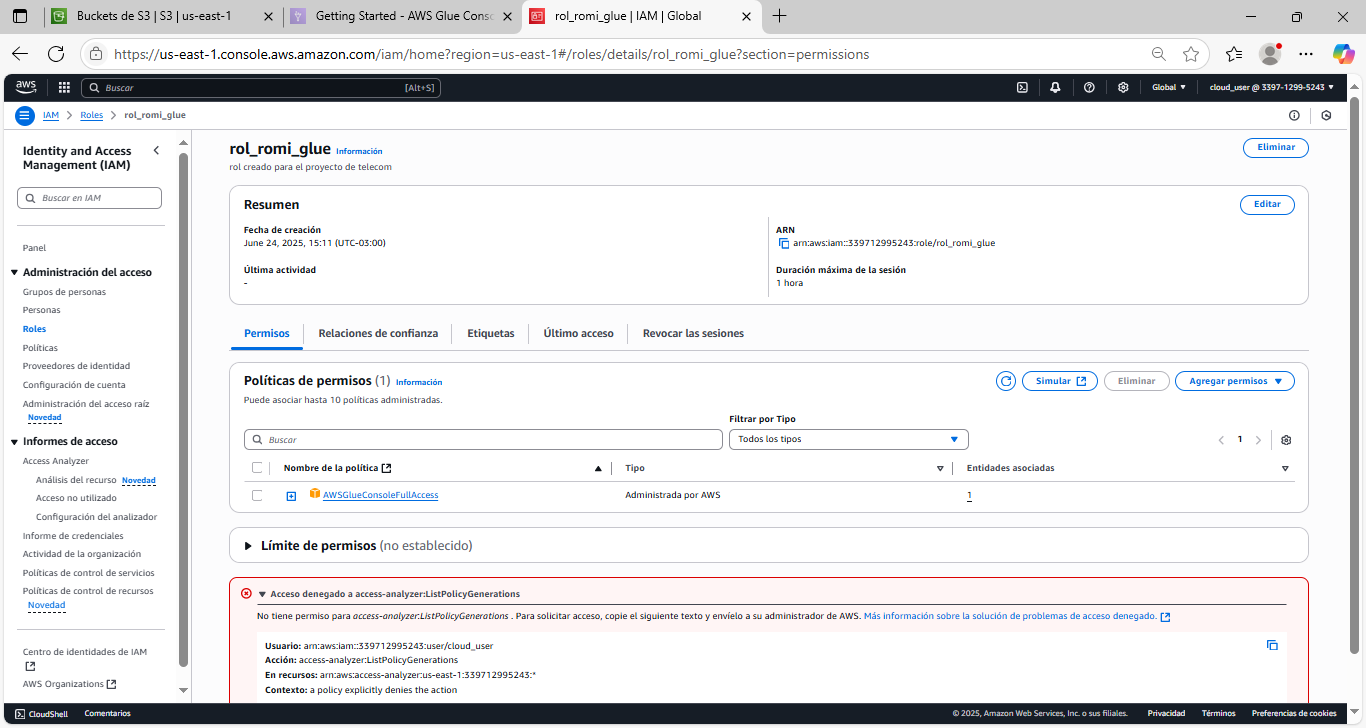 Buckets de S3 | S3 | us-east-1
Getting Started - AWS Glue Cons
rol_romi_glue | IAM | Global
https://us-east-1.console.aws.amazon.com/iam/home?region=us-east-1#/roles/details/rol_romi_glue?section=permissions
aws
Buscar
[Alt+S]
Global
cloud_user @ 3397-1299-5243
IAM
Roles
rol_romi_glue
Identity and Access
Management (IAM)
Buscar en IAM
Panel
Administración del acceso
Grupos de personas
Personas
Roles
Políticas
Proveedores de identidad
Configuración de cuenta
Administración del acceso raíz
Novedad
Informes de acceso
Access Analyzer
Análisis del recurso Novedad
Acceso no utilizado
Configuración del analizador
Informe de credenciales
Actividad de la organización
Políticas de control de servicios
Políticas de control de recursos
Novedad
Centro de identidades de IAM
AWS Organizations
rol_romi_glue Información
Eliminar
rol creado para el proyecto de telecom
Resumen
Editar
Fecha de creación
June 24, 2025, 15:11 (UTC-03:00)
ARN
arn:aws:iam::339712995243:role/rol_romi_glue
Última actividad
-
Duración máxima de la sesión
1 hora
Permisos
Relaciones de confianza
Etiquetas
Último acceso
Revocar las sesiones
Políticas de permisos (1) Información
Simular
Eliminar
Agregar permisos
Puede asociar hasta 10 políticas administradas.
Filtrar por Tipo
Buscar
Todos los tipos
1
Nombre de la política
Tipo
Entidades asociadas
AWSGlueConsoleFullAccess
Administrada por AWS
1
Límite de permisos (no establecido)
Acceso denegado a access-analyzer:ListPolicyGenerations
No tiene permiso para access-analyzer:ListPolicyGenerations . Para solicitar acceso, copie el siguiente texto y envíelo a su administrador de AWS. Más información sobre la solución de problemas de acceso denegado.
Usuario: arn:aws:iam::339712995243:user/cloud_user
Acción: access-analyzer:ListPolicyGenerations
En recursos: arn:aws:access-analyzer:us-east-1:339712995243:*
Contexto: a policy explicitly denies the action
CloudShell
Comentarios
© 2025, Amazon Web Services, Inc. o sus filiales.
Privacidad
Términos
Preferencias de cookies